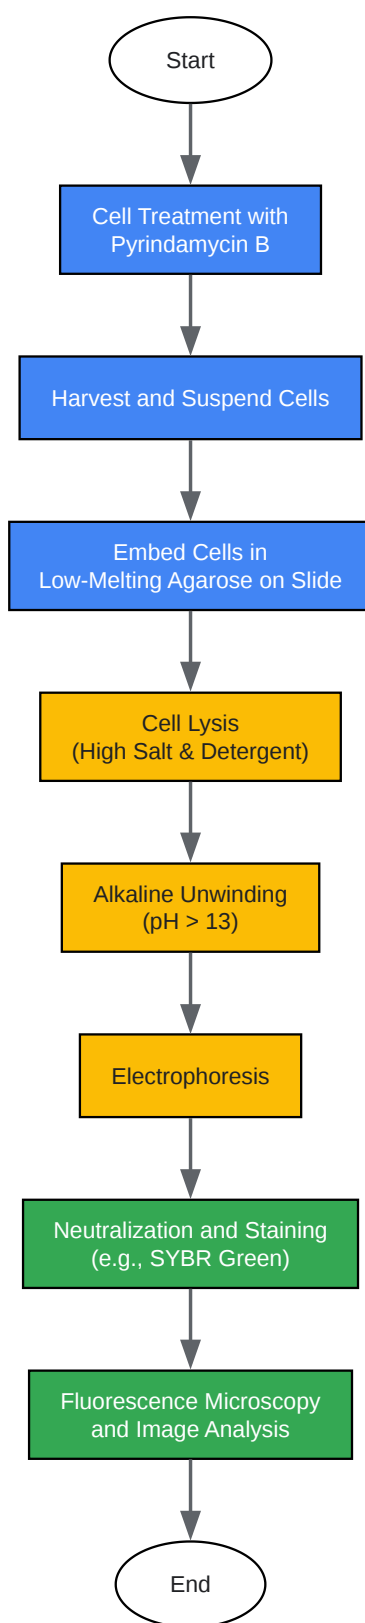 Start
Cell Treatment with
Pyrindamycin B
Harvest and Suspend Cells
Embed Cells in
Low-Melting Agarose on Slide
Cell Lysis
(High Salt & Detergent)
Alkaline Unwinding
(pH > 13)
Electrophoresis
Neutralization and Staining
(e.g., SYBR Green)
Fluorescence Microscopy
and Image Analysis
End